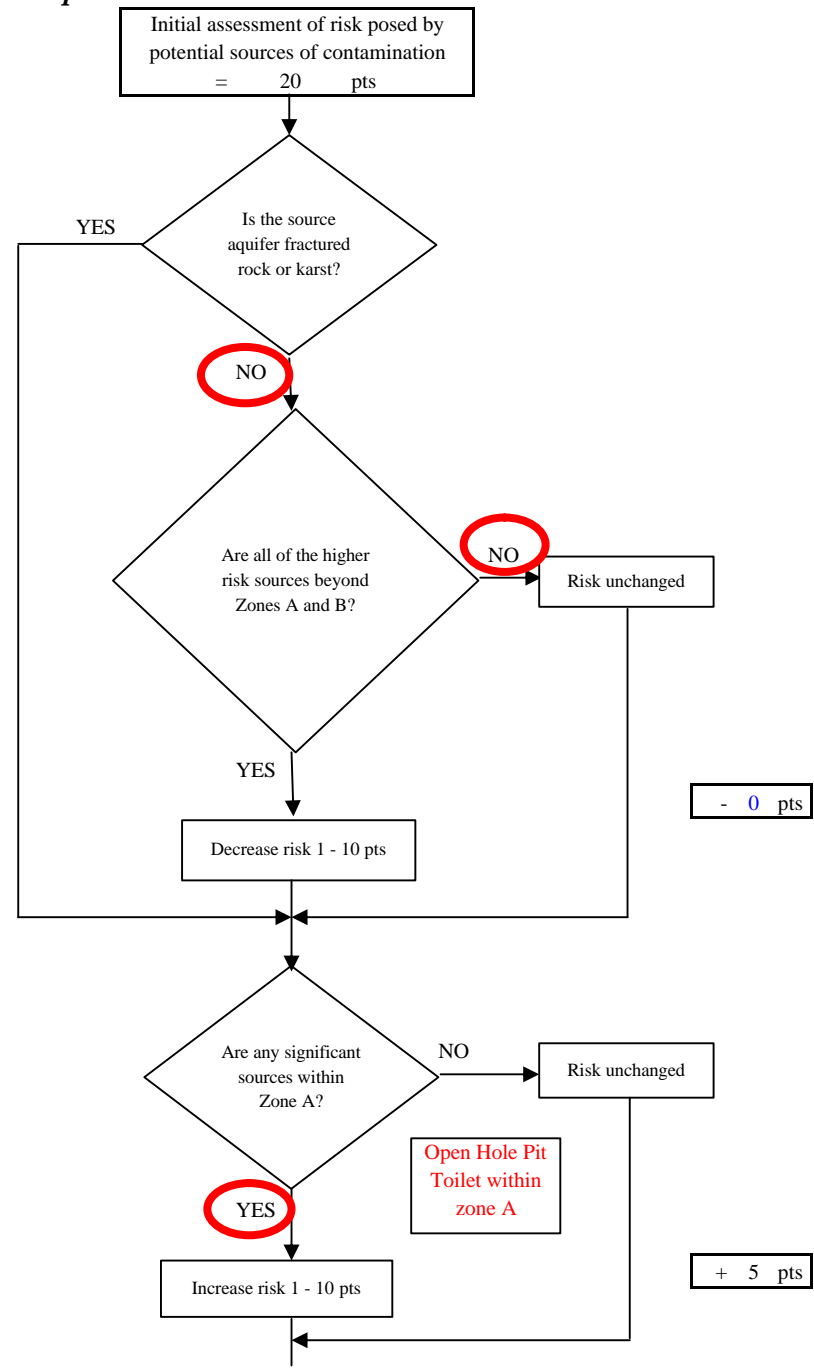 Initial assessment of risk posed by
potential sources of contamination
= 20 pts
YES
Is the source
aquifer fractured
rock or karst?
NO
Are all of the higher
risk sources beyond
Zones A and B?
NO
Risk unchanged
YES
- 0 pts
Decrease risk 1 - 10 pts
Are any significant
sources within
Zone A?
NO
Risk unchanged
Open Hole Pit
Toilet within
zone A
YES
+ 5 pts
Increase risk 1 - 10 pts